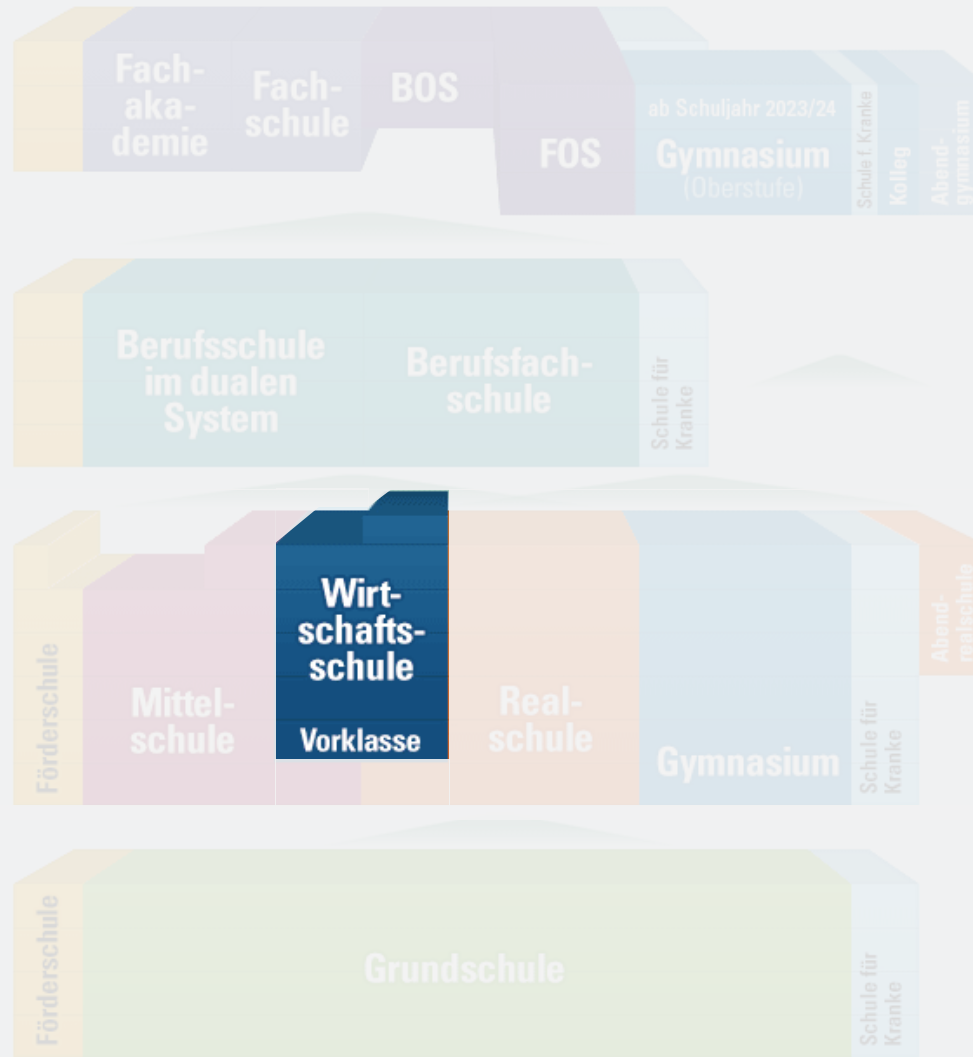 Fach-
aka-
demie
Fach-
schule
BOS
FOS
ab Schuljahr 2023/24
Gymnasium
(Oberstufe)
Schule f. Kranke
Kolleg
Abend-
gymnasium
Berufsschule
im dualen
System
Berufsfach-
schule
Schule für
Kranke
Förderschule
Mittel-
schule
Wirt-
schafts-
schule
Vorklasse
Real-
schule
Gymnasium
Schule für
Kranke
Abend-
realschule
Förderschule
Grundschule
Schule für
Kranke